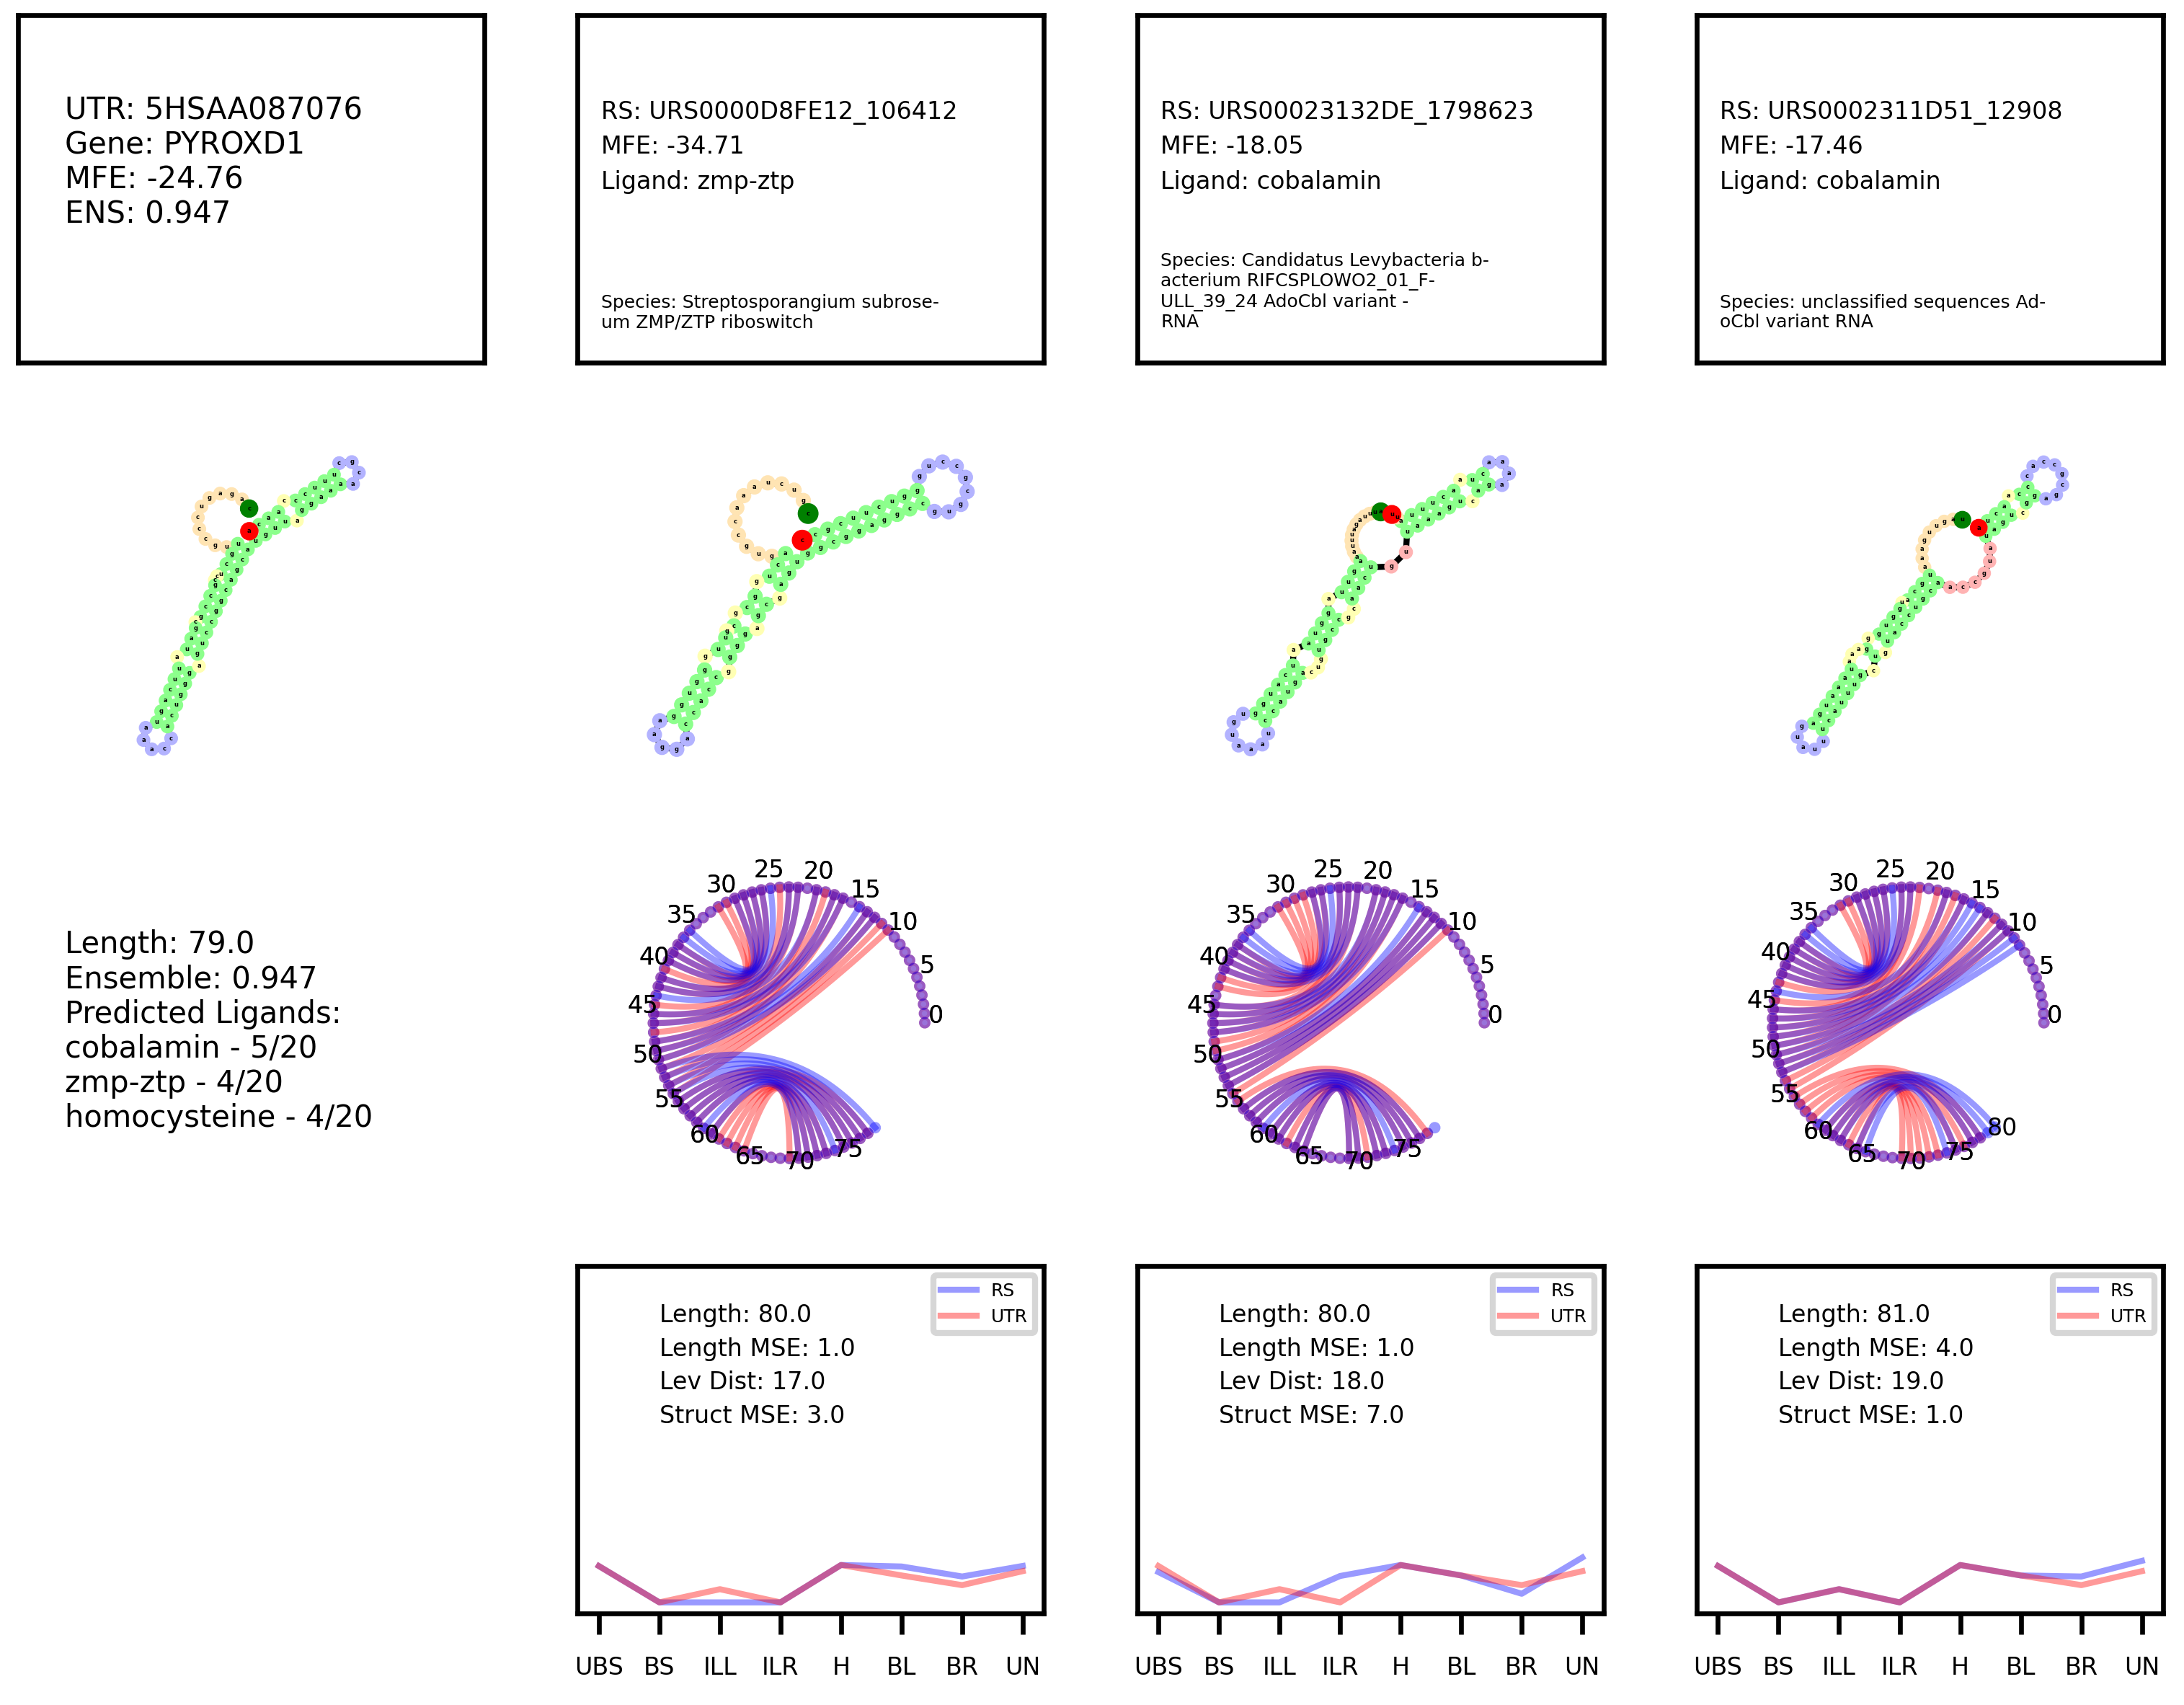 UTR: 5HSAA087076
Gene: PYROXD1
MFE: -24.76
ENS: 0.947
RS: URS0000D8FE12_106412
MFE: -34.71
Ligand: zmp-ztp
Species: Streptosporangium subrose-
um ZMP/ZTP riboswitch
RS: URS00023132DE_1798623
MFE: -18.05
Ligand: cobalamin
Species: Candidatus Levybacteria b-
acterium RIFCSPLOWO2_01_F-
ULL_39_24 AdoCbl variant -
RNA
RS: URS0002311D51_12908
MFE: -17.46
Ligand: cobalamin
Species: unclassified sequences Ad-
oCbl variant RNA
Length: 79.0
Ensemble: 0.947
Predicted Ligands:
cobalamin - 5/20
zmp-ztp - 4/20
homocysteine - 4/20
0
5
10
15
20
25
30
35
40
45
50
55
60
65
70
75
0
5
10
15
20
25
30
35
40
45
50
55
60
65
70
75
0
5
10
15
20
25
30
35
40
45
50
55
60
65
70
75
80
RS
UTR
Length: 80.0
Length MSE: 1.0
Lev Dist: 17.0
Struct MSE: 3.0
UBS BS ILL ILR H BL BR UN
RS
UTR
Length: 80.0
Length MSE: 1.0
Lev Dist: 18.0
Struct MSE: 7.0
UBS BS ILL ILR H BL BR UN
RS
UTR
Length: 81.0
Length MSE: 4.0
Lev Dist: 19.0
Struct MSE: 1.0
UBS BS ILL ILR H BL BR UN